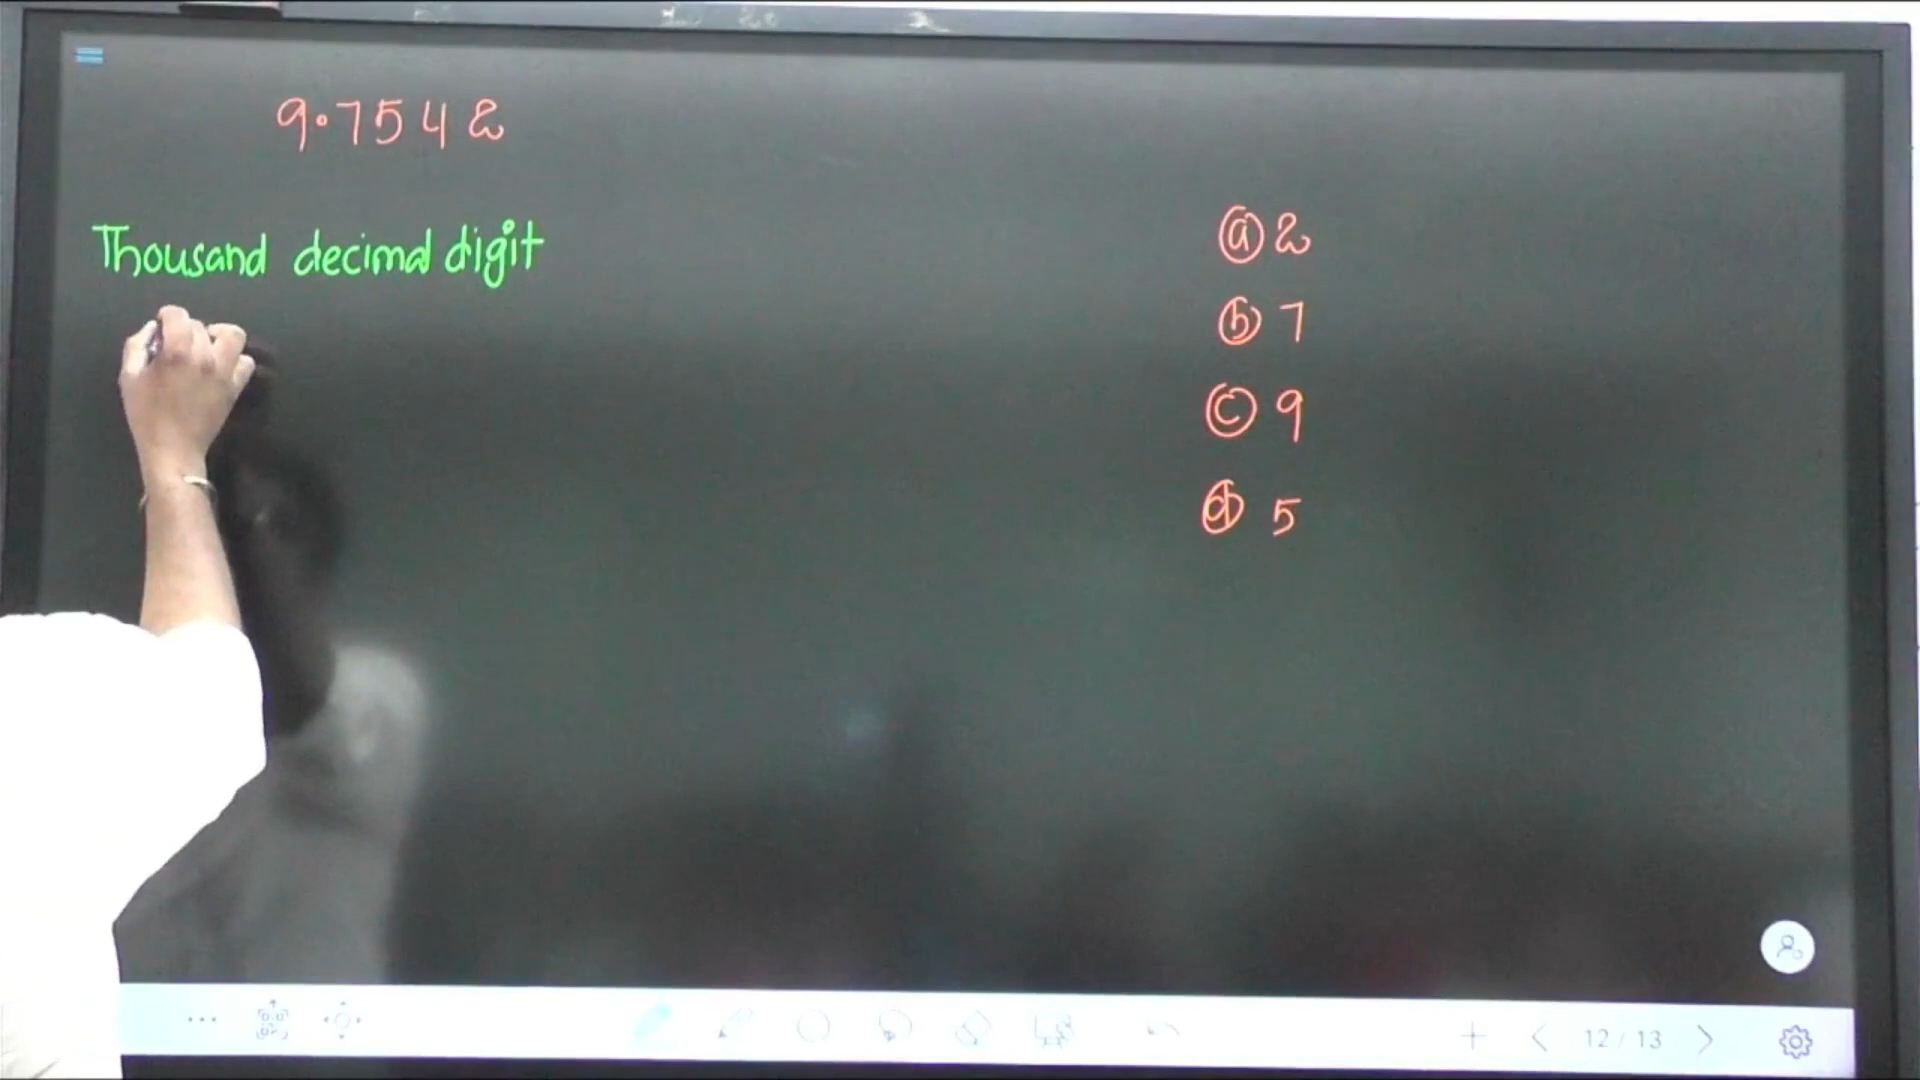 9.7542
Thousand decimal digit
(a) 2
(b) 7
(c) 9
(d) 5
12 / 13